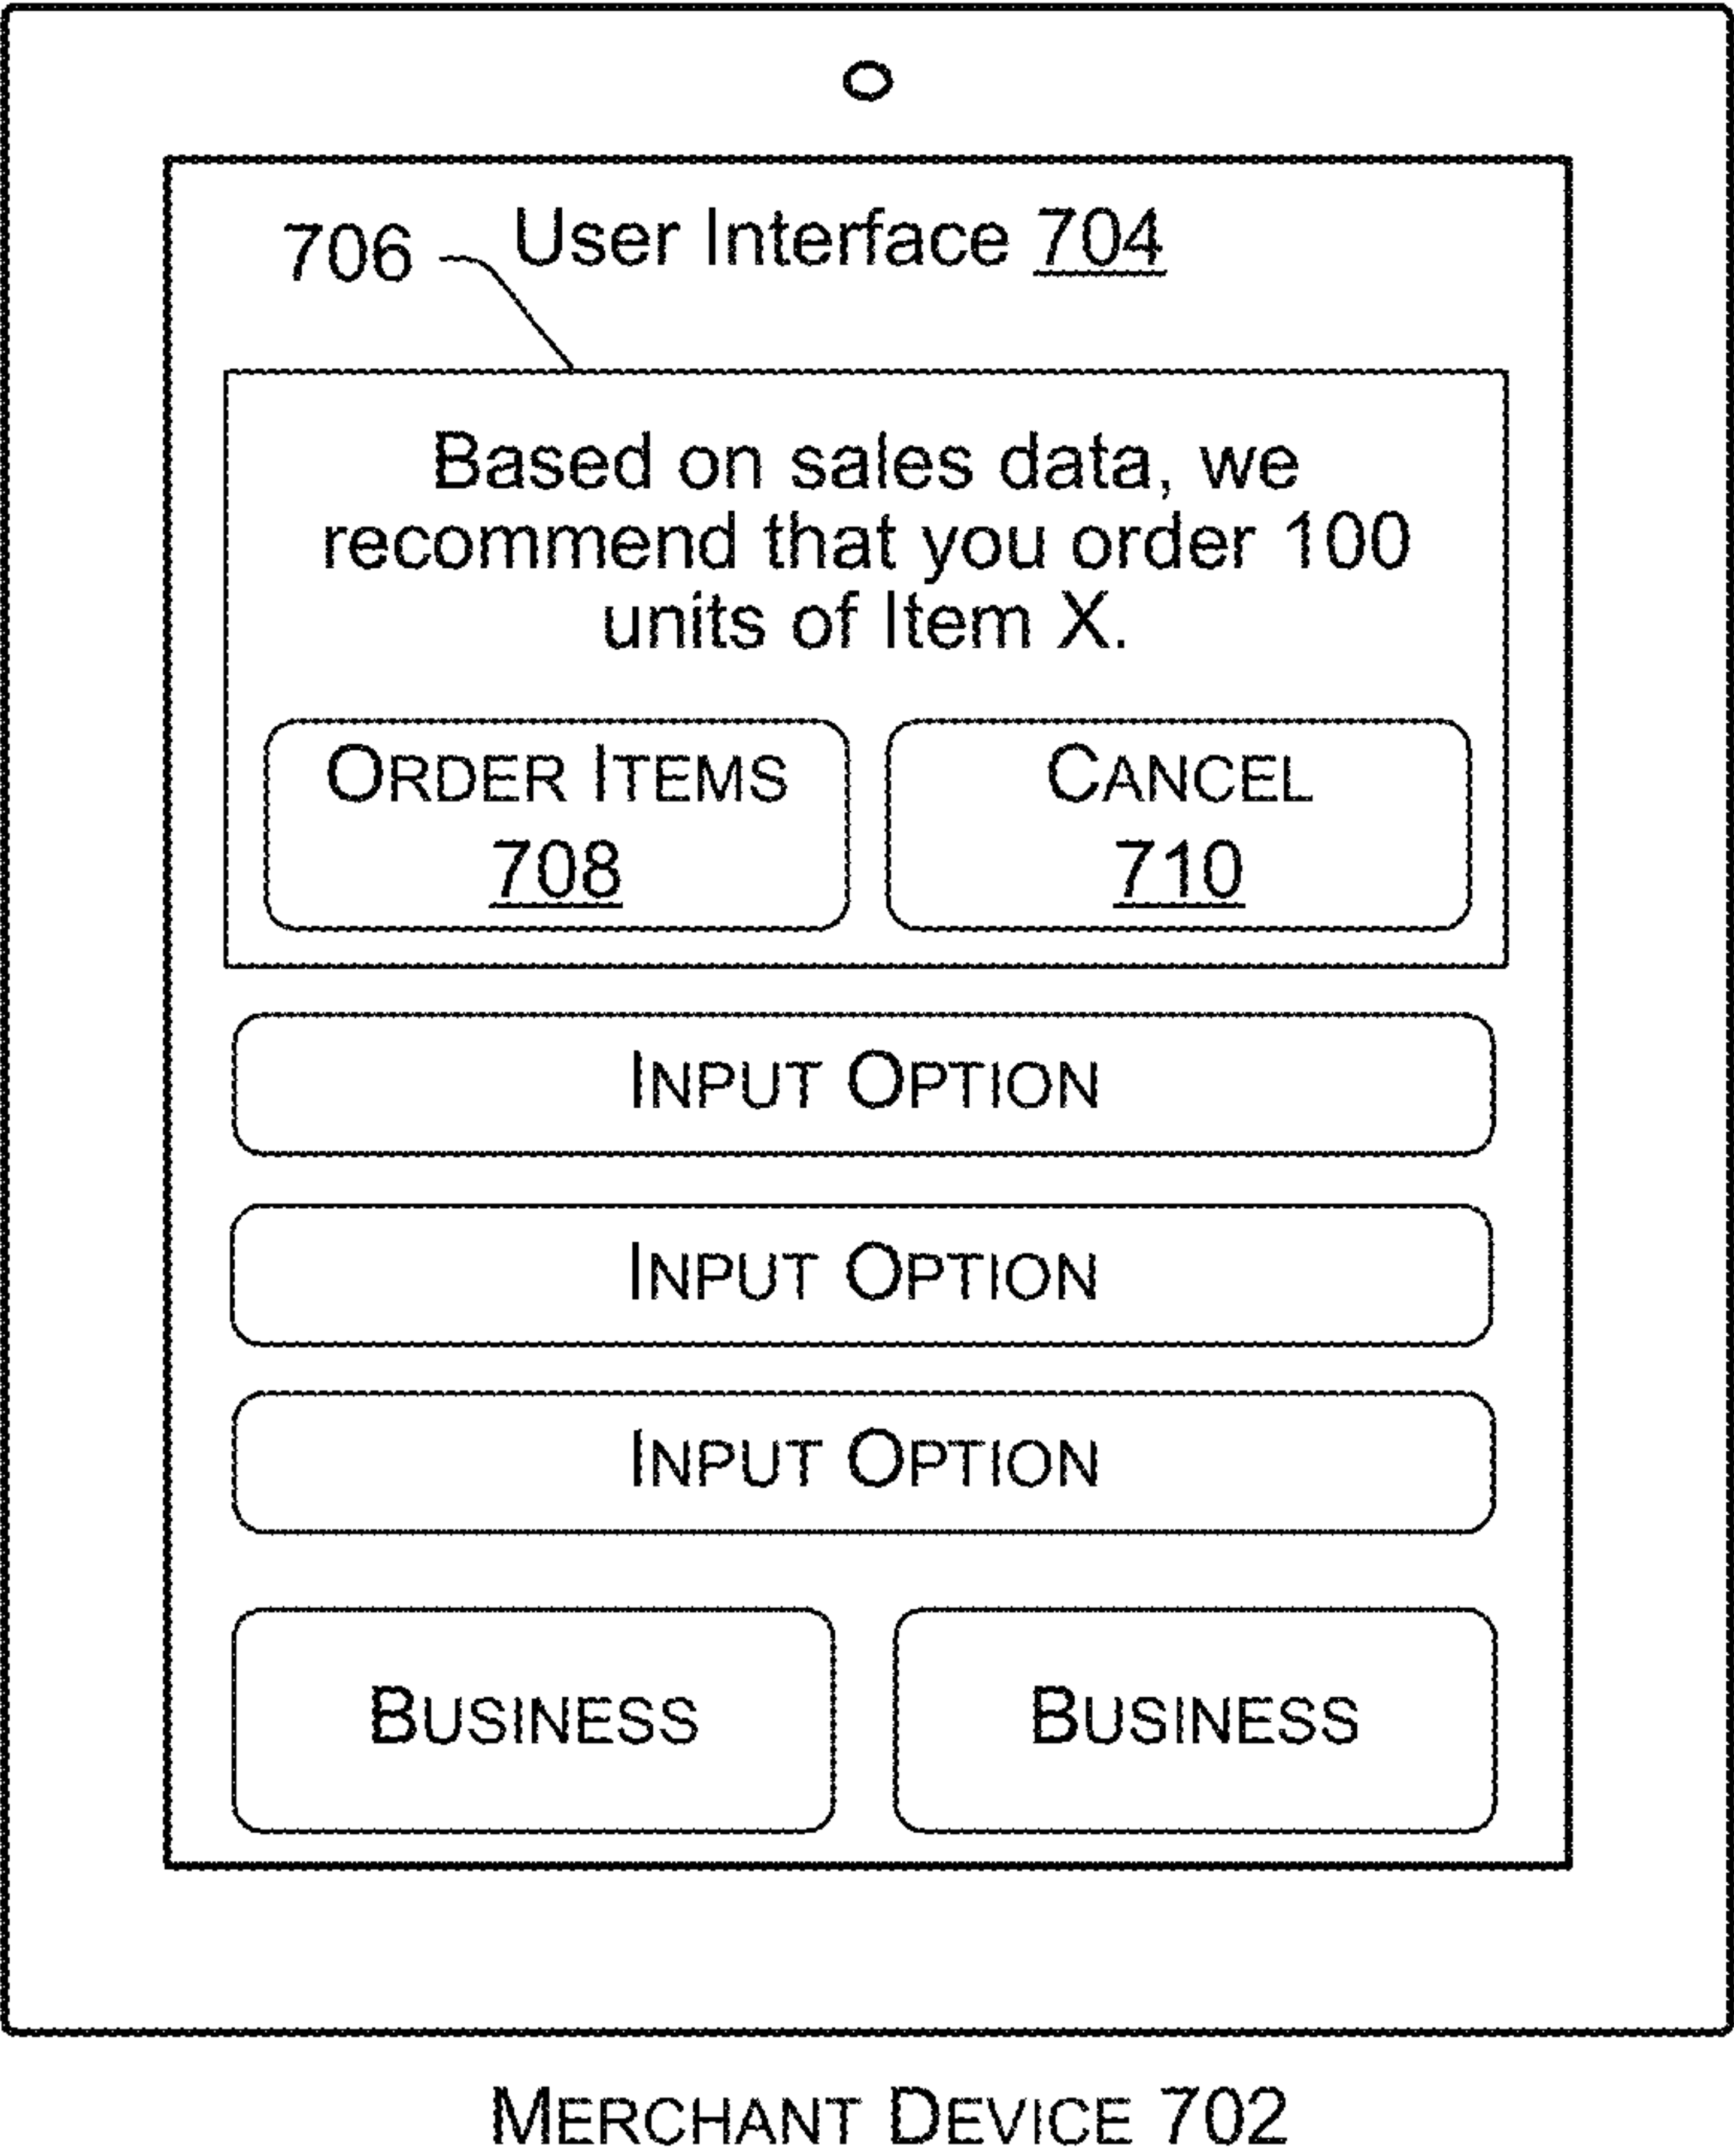 706
User Interface 704
Based on sales data, we
recommend that you order 100
units of Item X.
ORDER ITEMS
708
CANCEL
710
INPUT OPTION
INPUT OPTION
INPUT OPTION
BUSINESS
BUSINESS
MERCHANT DEVICE 702